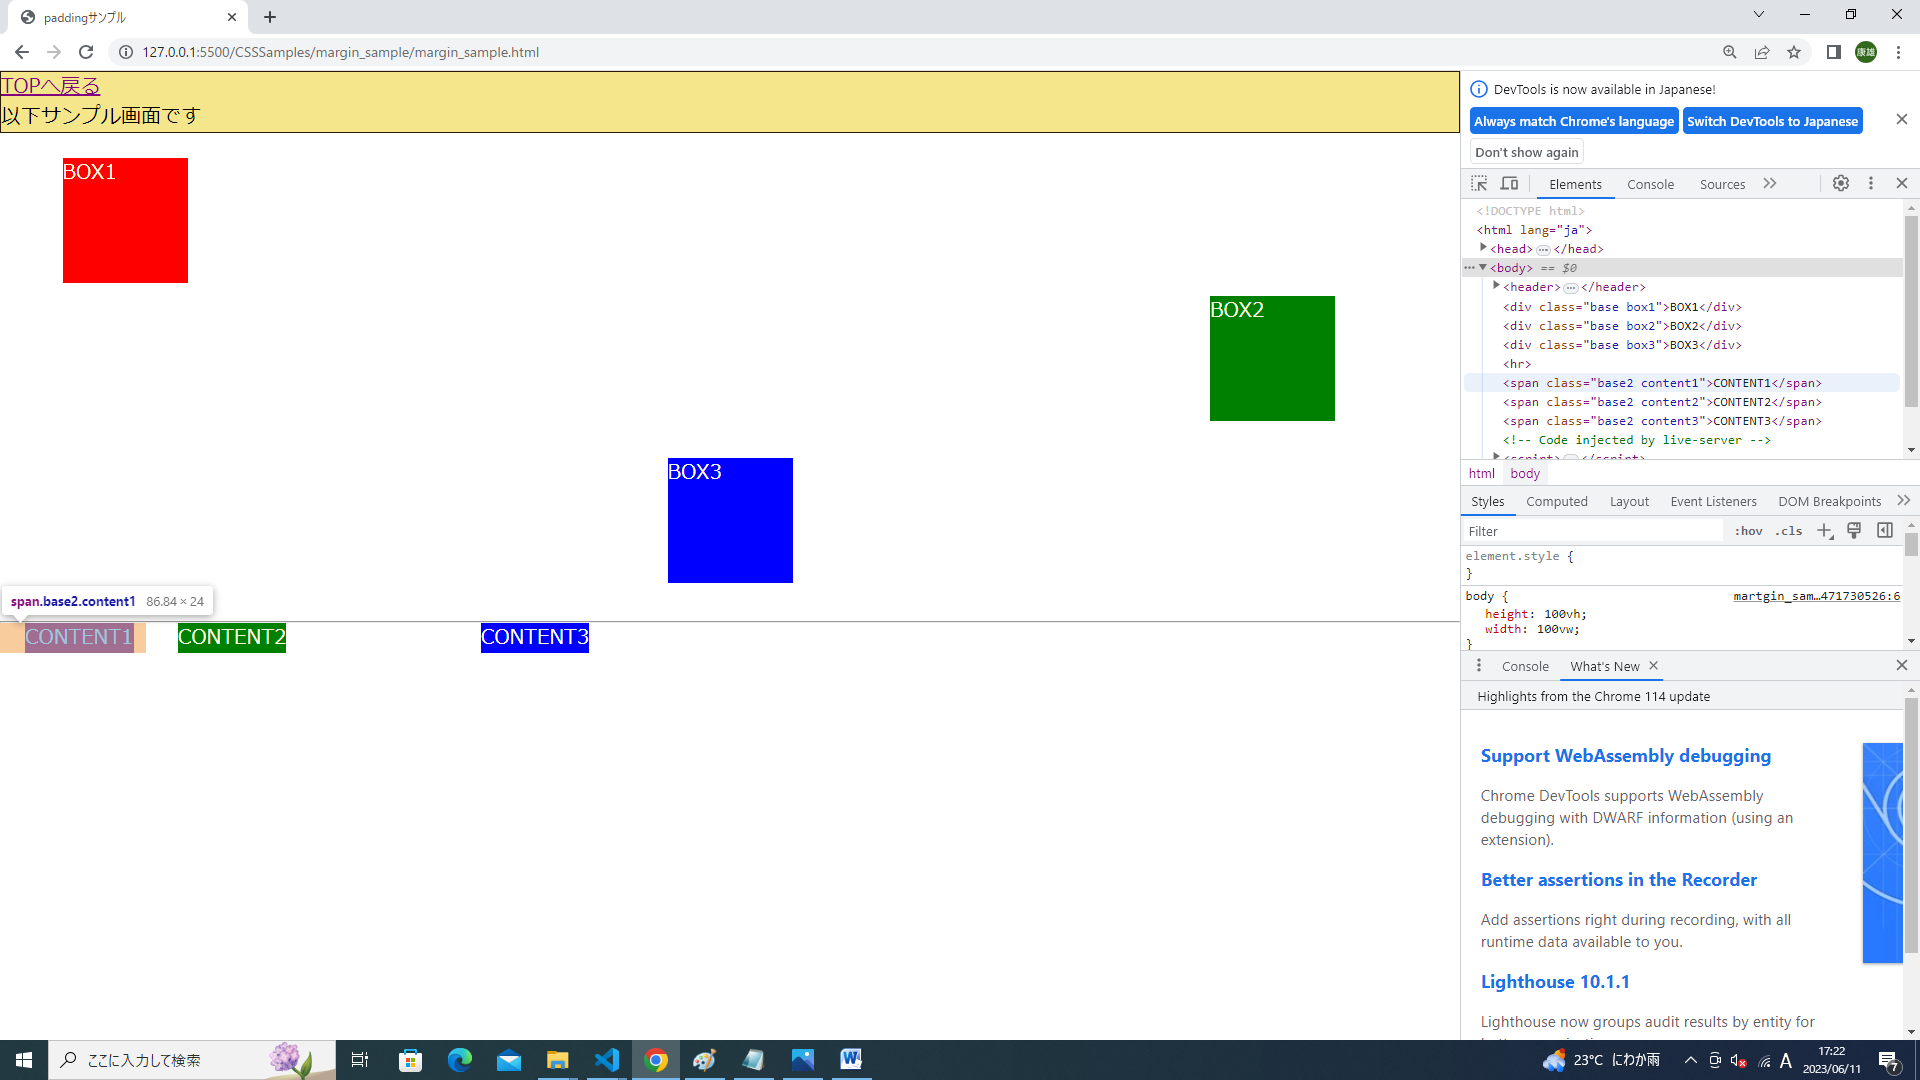 paddingサンプル
127.0.0.1:5500/CSSSamples/margin_sample/margin_sample.html
康雄
TOPへ戻る
以下サンプル画面です
BOX1
BOX2
BOX3
span.base2.content1 86.84 × 24
CONTENT1 CONTENT2 CONTENT3
DevTools is now available in Japanese!
Always match Chrome's language Switch DevTools to Japanese
Don't show again
Elements Console Sources
<!DOCTYPE html>
<html lang="ja">
<head> … </head>
<body> == $0
<header> … </header>
<div class="base box1">BOX1</div>
<div class="base box2">BOX2</div>
<div class="base box3">BOX3</div>
<hr>
<span class="base2 content1">CONTENT1</span>
<span class="base2 content2">CONTENT2</span>
<span class="base2 content3">CONTENT3</span>
<!-- Code injected by live-server -->
<script> … </script>
html body
Styles Computed Layout Event Listeners DOM Breakpoints
Filter :hov .cls
element.style {
}
body { martgin_sam…471730526:6
height: 100vh;
width: 100vw;
}
Console What's New
Highlights from the Chrome 114 update
Support WebAssembly debugging
Chrome DevTools supports WebAssembly
debugging with DWARF information (using an
extension).
Better assertions in the Recorder
Add assertions right during recording, with all
runtime data available to you.
Lighthouse 10.1.1
Lighthouse now groups audit results by entity for
ここに入力して検索
23°C にわか雨
A
17:22
2023/06/11
7